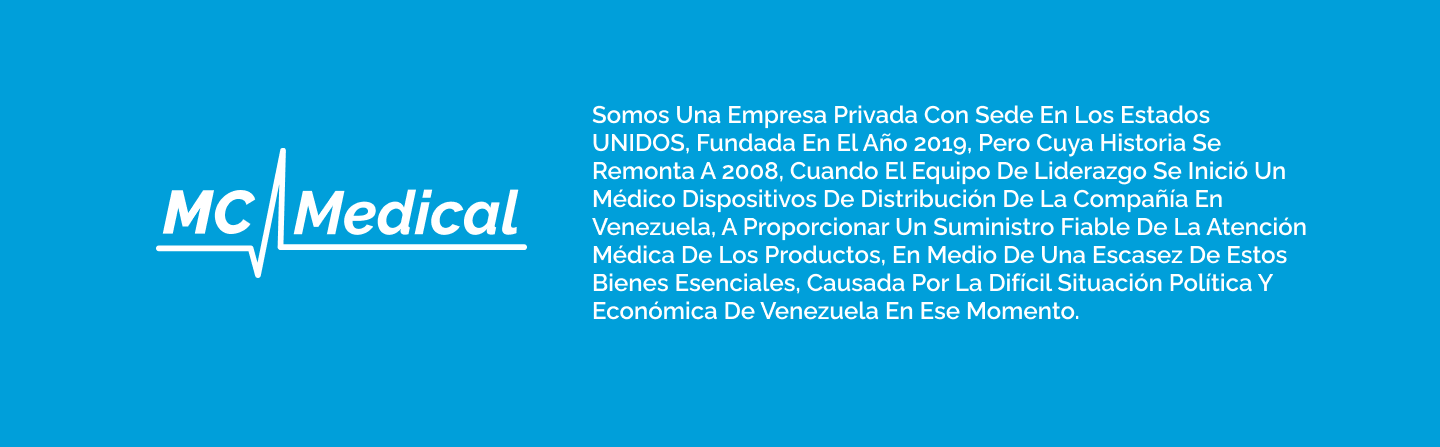 MC Medical
Somos Una Empresa Privada Con Sede En Los Estados
UNIDOS, Fundada En El Año 2019, Pero Cuya Historia Se
Remonta A 2008, Cuando El Equipo De Liderazgo Se Inició Un
Médico Dispositivos De Distribución De La Compañía En
Venezuela, A Proporcionar Un Suministro Fiable De La Atención
Médica De Los Productos, En Medio De Una Escasez De Estos
Bienes Esenciales, Causada Por La Difícil Situación Política Y
Económica De Venezuela En Ese Momento.